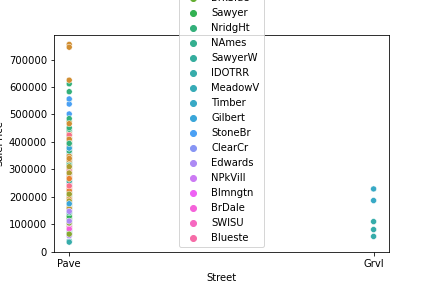 Sawyer
NridgHt
NAmes
SawyerW
IDOTRR
MeadowV
Timber
Gilbert
StoneBr
ClearCr
Edwards
NPkVill
Blmngtn
BrDale
SWISU
Blueste
700000
600000
500000
400000
300000
200000
100000
0
Pave
Grvl
Street